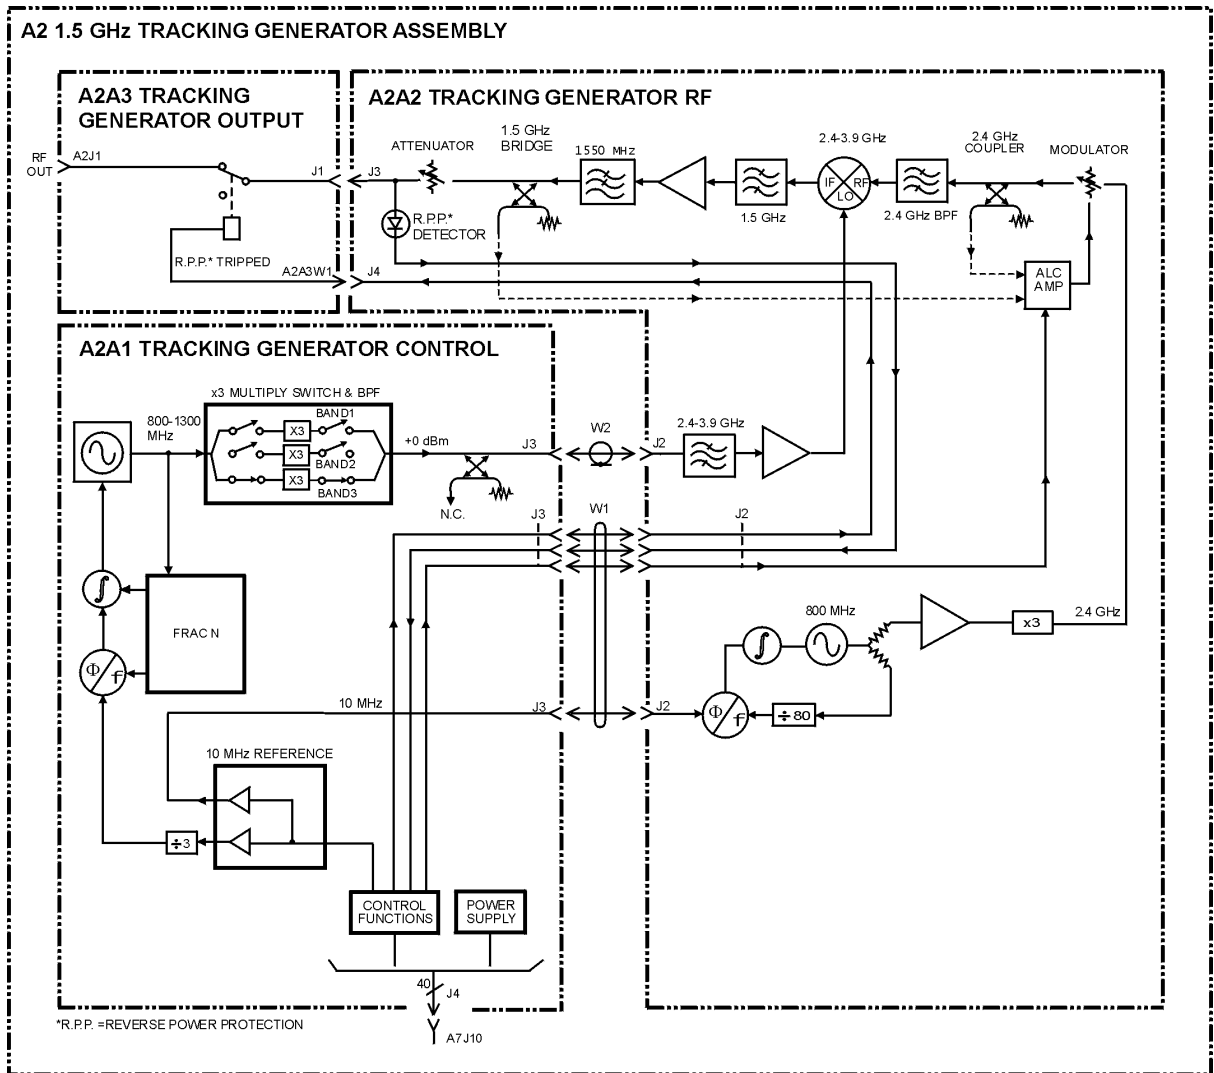 A2 1.5 GHz TRACKING GENERATOR ASSEMBLY
A2A3 TRACKING
GENERATOR OUTPUT
RF
OUT
A2J1
J1
R.P.P.* TRIPPED
A2A3W1
A2A2 TRACKING GENERATOR RF
J3
ATTENUATOR
1.5 GHz
BRIDGE
1550 MHz
1.5 GHz
2.4-3.9 GHz
IF
RF
LO
2.4 GHz BPF
2.4 GHz
COUPLER
MODULATOR
R.P.P.*
DETECTOR
J4
ALC
AMP
A2A1 TRACKING GENERATOR CONTROL
x3 MULTIPLY SWITCH & BPF
800-1300
MHz
BAND1
X3
X3
BAND2
X3
BAND3
+0 dBm
J3
N.C.
W2
J2
2.4-3.9 GHz
J3
W1
J2
∫
FRAC N
Φ
f
800 MHz
∫
x3
2.4 GHz
10 MHz
J3
J2
Φ
f
÷80
10 MHz REFERENCE
÷3
CONTROL
FUNCTIONS
POWER
SUPPLY
40
J4
A7J10
*R.P.P. =REVERSE POWER PROTECTION